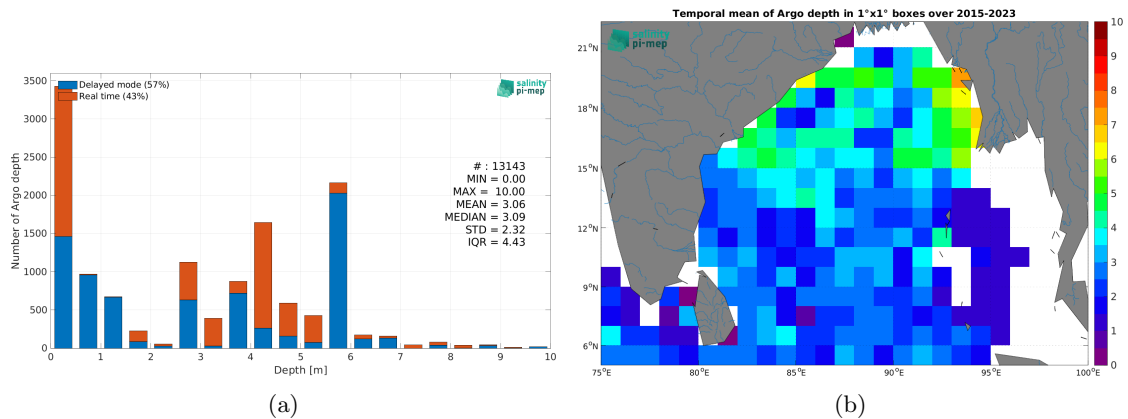 Delayed mode (57%)
Real time (43%)
salinity
pi-mep
# : 13143
MIN = 0.00
MAX = 10.00
MEAN = 3.06
MEDIAN = 3.09
STD = 2.32
IQR = 4.43
Number of Argo depth
3500
3000
2500
2000
1500
1000
500
0
0 1 2 3 4 5 6 7 8 9 10
Depth [m]
(a)
Temporal mean of Argo depth in 1°x1° boxes over 2015-2023
salinity
pi-mep
21°N
18°N
15°N
12°N
9°N
6°N
75°E 80°E 85°E 90°E 95°E 100°E
10
9
8
7
6
5
4
3
2
1
0
(b)